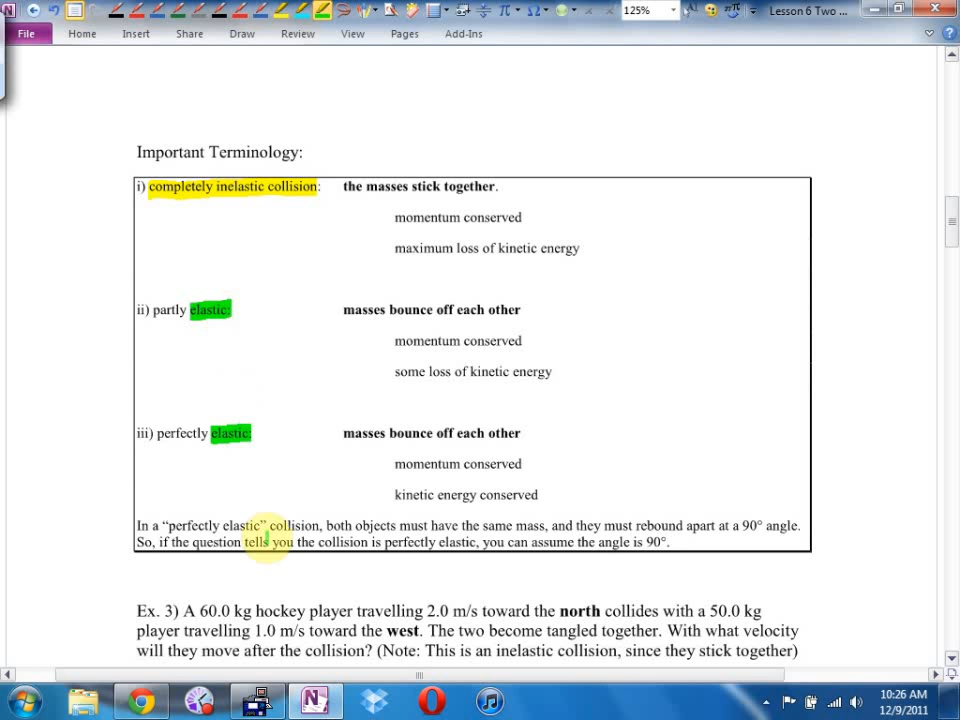 125%
Lesson 6 Two ...
File Home Insert Share Draw Review View Pages Add-Ins
Important Terminology:
i) completely inelastic collision: the masses stick together.
momentum conserved
maximum loss of kinetic energy
ii) partly elastic: masses bounce off each other
momentum conserved
some loss of kinetic energy
iii) perfectly elastic: masses bounce off each other
momentum conserved
kinetic energy conserved
In a “perfectly elastic” collision, both objects must have the same mass, and they must rebound apart at a 90° angle.
So, if the question tells you the collision is perfectly elastic, you can assume the angle is 90°.
Ex. 3) A 60.0 kg hockey player travelling 2.0 m/s toward the north collides with a 50.0 kg
player travelling 1.0 m/s toward the west. The two become tangled together. With what velocity
will they move after the collision? (Note: This is an inelastic collision, since they stick together)
10:26 AM
12/9/2011